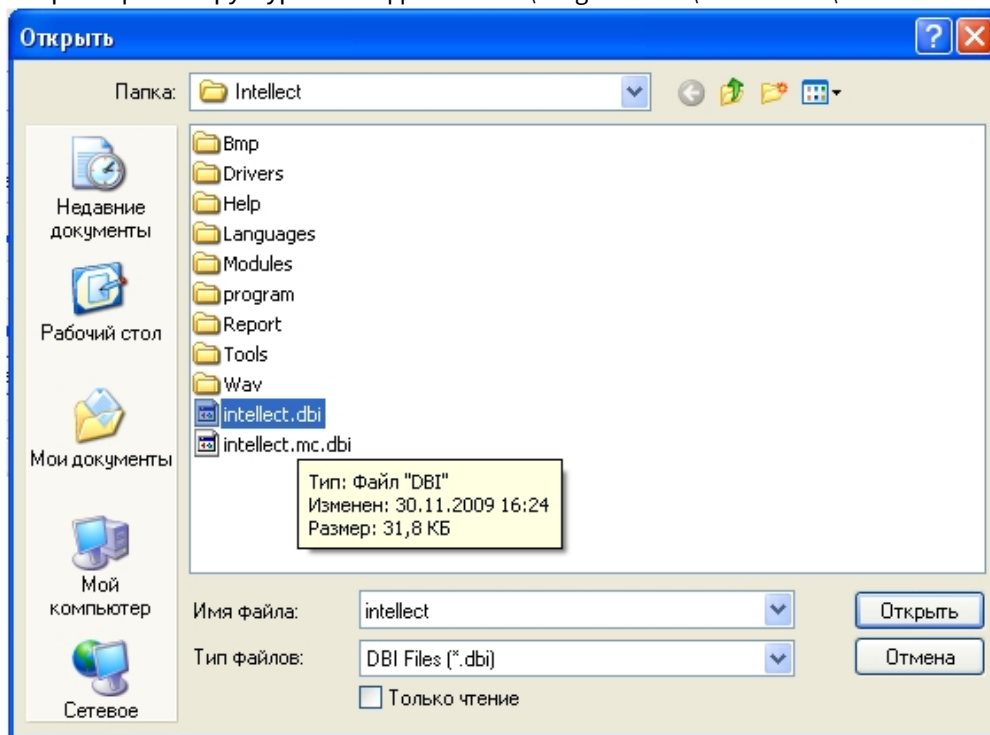 Открыть
Папка:
Intellect
Недавние
документы
Рабочий стол
Мои документы
Мой
компьютер
Сетевое
Bmp
Drivers
Help
Languages
Modules
program
Report
Tools
Wav
intellect.dbi
intellect.mc.dbi
Тип: Файл "DBI"
Изменен: 30.11.2009 16:24
Размер: 31,8 КБ
Имя файла:
intellect
Открыть
Тип файлов:
DBI Files (*.dbi)
Отмена
Только чтение